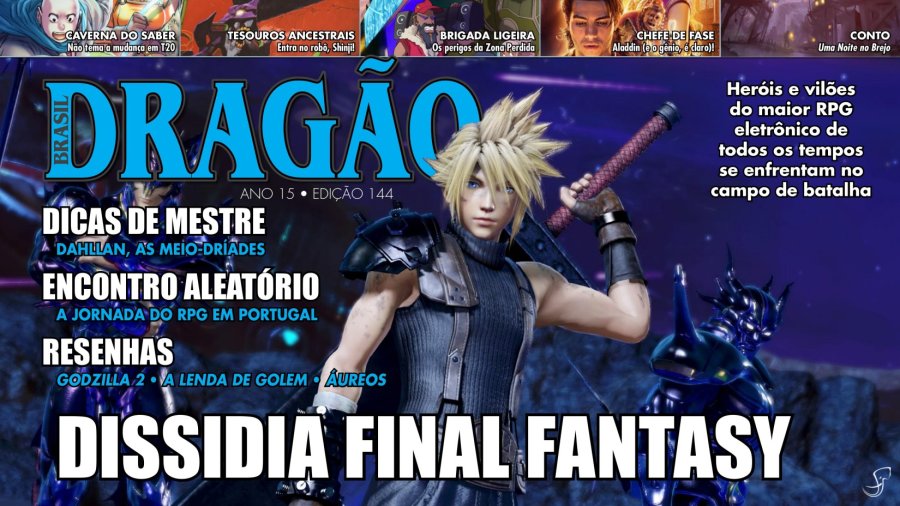 CAVERNA DO SABER
Não tema a mudança em T20
TESOUROS ANCESTRAIS
Entra no robô, Shinji!
BRIGADA LIGEIRA
Os perigos da Zona Perdida
CHEFE DE FASE
Aladdin (e o gênio, é claro)!
CONTO
Uma Noite no Brejo
DRAGÃO
BRASIL
ANO 15 • EDIÇÃO 144
Heróis e vilões
do maior RPG
eletrônico de
todos os tempos
se enfrentam no
campo de batalha
DICAS DE MESTRE
DAHLLAN, AS MEIO-DRÍADES
ENCONTRO ALEATÓRIO
A JORNADA DO RPG EM PORTUGAL
RESENHAS
GODZILLA 2 • A LENDA DE GOLEM • ÁUREOS
DISSIDIA FINAL FANTASY